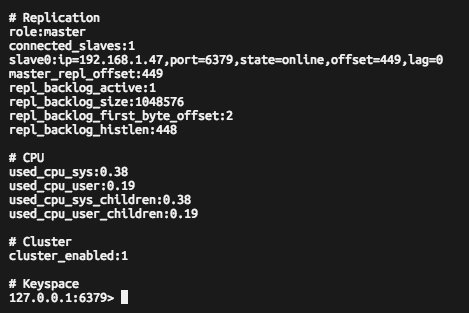 # Replication
role:master
connected_slaves:1
slave0:ip=192.168.1.47,port=6379,state=online,offset=449,lag=0
master_repl_offset:449
repl_backlog_active:1
repl_backlog_size:1048576
repl_backlog_first_byte_offset:2
repl_backlog_histlen:448

# CPU
used_cpu_sys:0.38
used_cpu_user:0.19
used_cpu_sys_children:0.38
used_cpu_user_children:0.19

# Cluster
cluster_enabled:1

# Keyspace
127.0.0.1:6379>